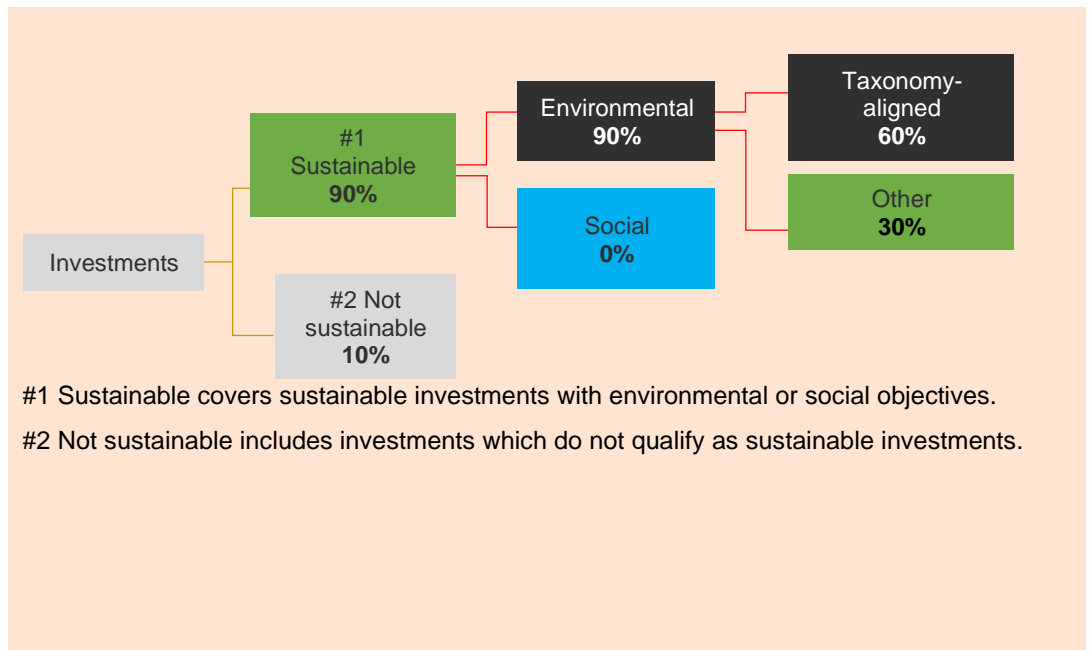 Investments
#1
Sustainable
90%
#2 Not
sustainable
10%
Environmental
90%
Social
0%
Taxonomy-
aligned
60%
Other
30%
#1 Sustainable covers sustainable investments with environmental or social objectives.
#2 Not sustainable includes investments which do not qualify as sustainable investments.